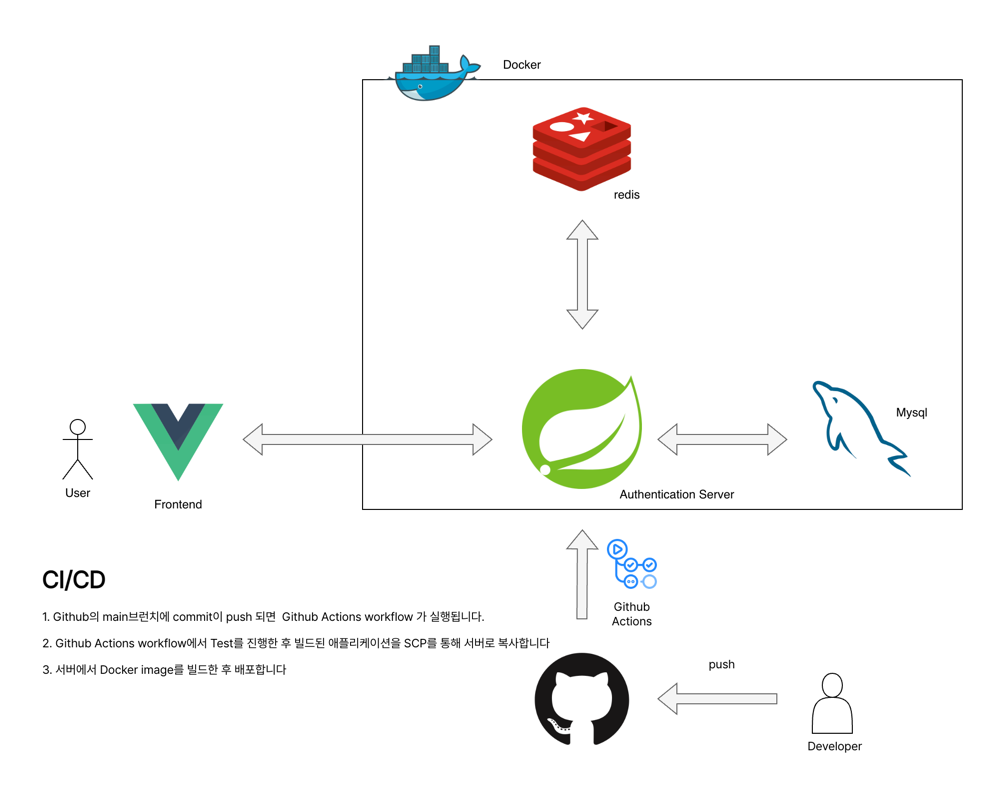 Docker
redis
Mysql
User
Frontend
Authentication Server
CI/CD
1. Github의 main브런치에 commit이 push 되면  Github Actions workflow 가 실행됩니다.
2. Github Actions workflow에서 Test를 진행한 후 빌드된 애플리케이션을 SCP를 통해 서버로 복사합니다
3. 서버에서 Docker image를 빌드한 후 배포합니다
Github
Actions
push
Developer